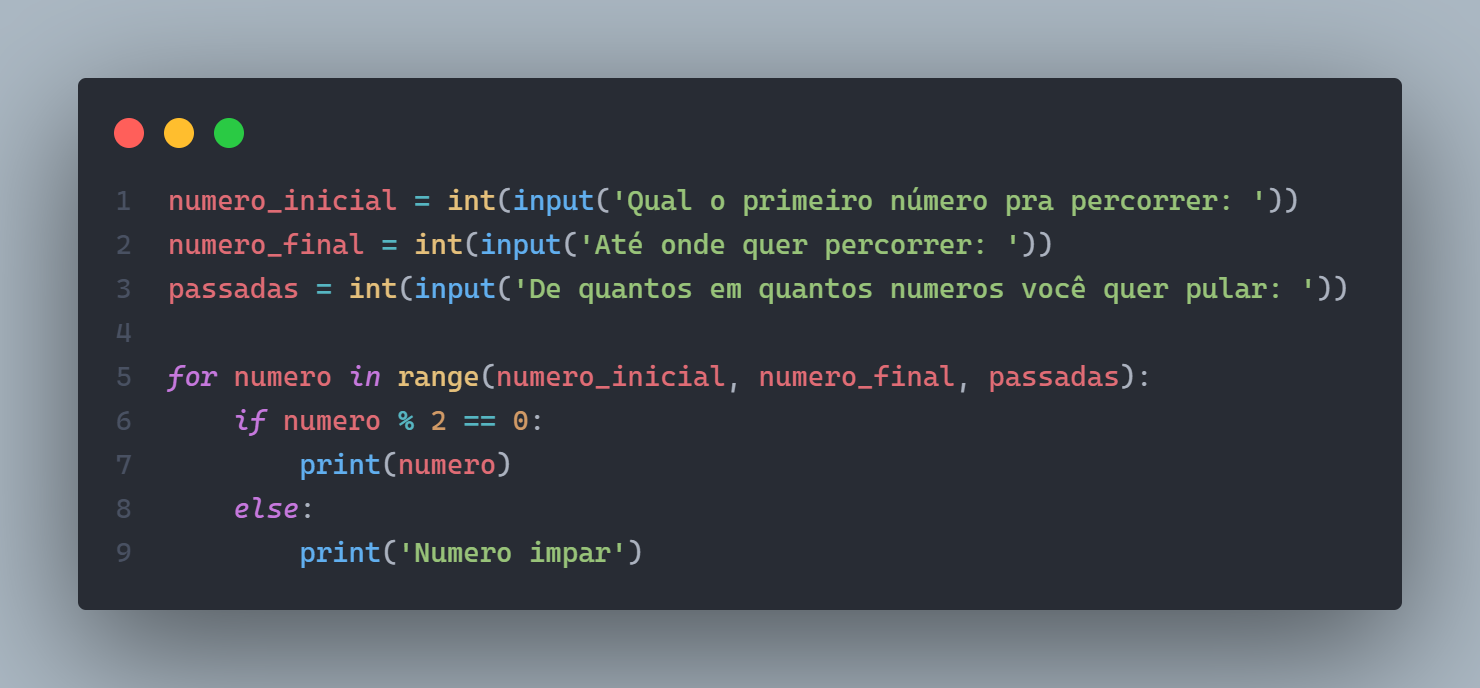 1 numero_inicial = int(input('Qual o primeiro número pra percorrer: '))
2 numero_final = int(input('Até onde quer percorrer: '))
3 passadas = int(input('De quantos em quantos numeros você quer pular: '))
4
5 for numero in range(numero_inicial, numero_final, passadas):
6     if numero % 2 == 0:
7         print(numero)
8     else:
9         print('Numero impar')